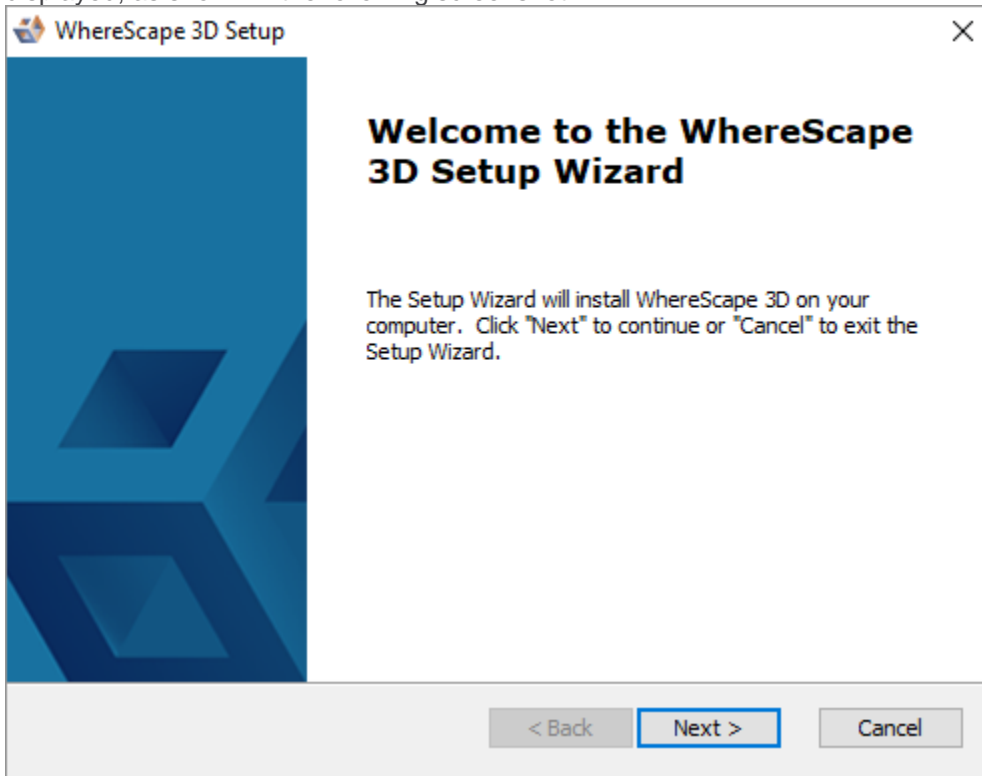 WhereScape 3D Setup
Welcome to the WhereScape
3D Setup Wizard
The Setup Wizard will install WhereScape 3D on your
computer.  Click "Next" to continue or "Cancel" to exit the
Setup Wizard.
< Back
Next >
Cancel